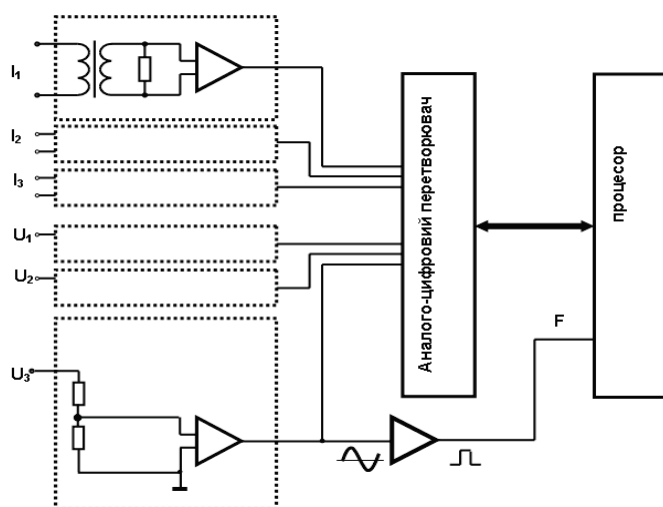 I₁
I₂
I₃
U₁
U₂
U₃
Аналого-цифровий перетворювач
процесор
F